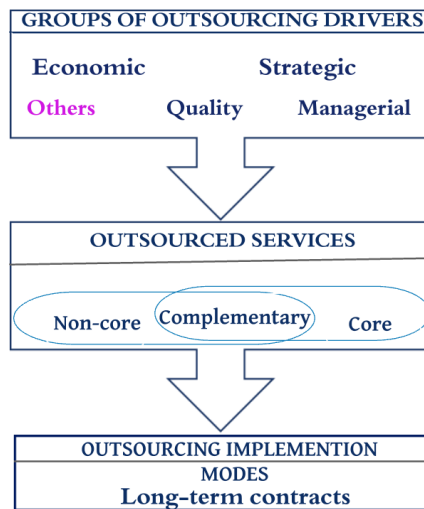 GROUPS OF OUTSOURCING DRIVERS
Economic Strategic
Others Quality Managerial
OUTSOURCED SERVICES
Non-core Complementary Core
OUTSOURCING IMPLEMENTION
MODES
Long-term contracts